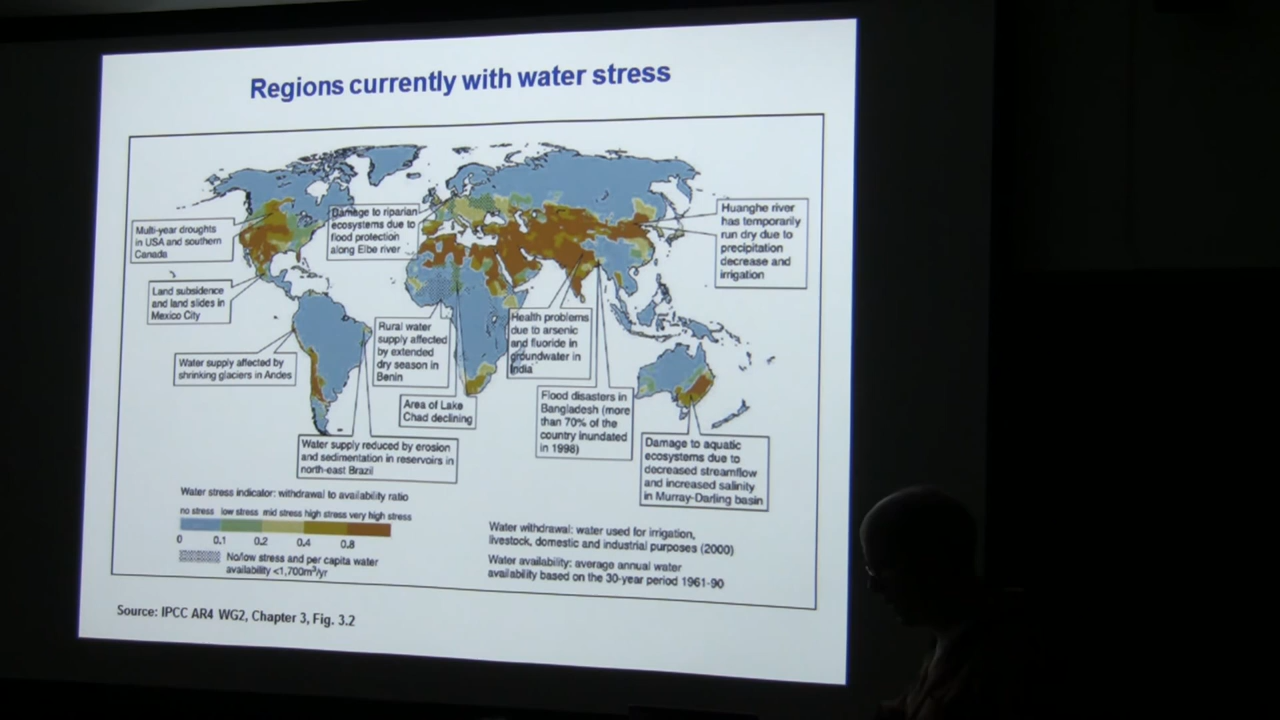 Regions currently with water stress
Multi-year droughts
in USA and southern
Canada
Damage to riparian
ecosystems due to
flood protection
along Elbe river
Huanghe river
has temporarily
run dry due to
precipitation
decrease and
irrigation
Land subsidence
and land slides in
Mexico City
Water supply affected by
shrinking glaciers in Andes
Rural water
supply affected
by extended
dry season in
Benin
Health problems
due to arsenic
and fluoride in
groundwater in
India
Area of Lake
Chad declining
Flood disasters in
Bangladesh (more
than 70% of the
country inundated
in 1998)
Water supply reduced by erosion
and sedimentation in reservoirs in
north-east Brazil
Damage to aquatic
ecosystems due to
decreased streamflow
and increased salinity
in Murray-Darling basin
Water stress indicator: withdrawal to availability ratio
no stress low stress mid stress high stress very high stress
0 0.1 0.2 0.4 0.8
No/low stress and per capita water
availability <1,700m³/yr
Water withdrawal: water used for irrigation,
livestock, domestic and industrial purposes (2000)
Water availability: average annual water
availability based on the 30-year period 1961-90
Source: IPCC AR4 WG2, Chapter 3, Fig. 3.2